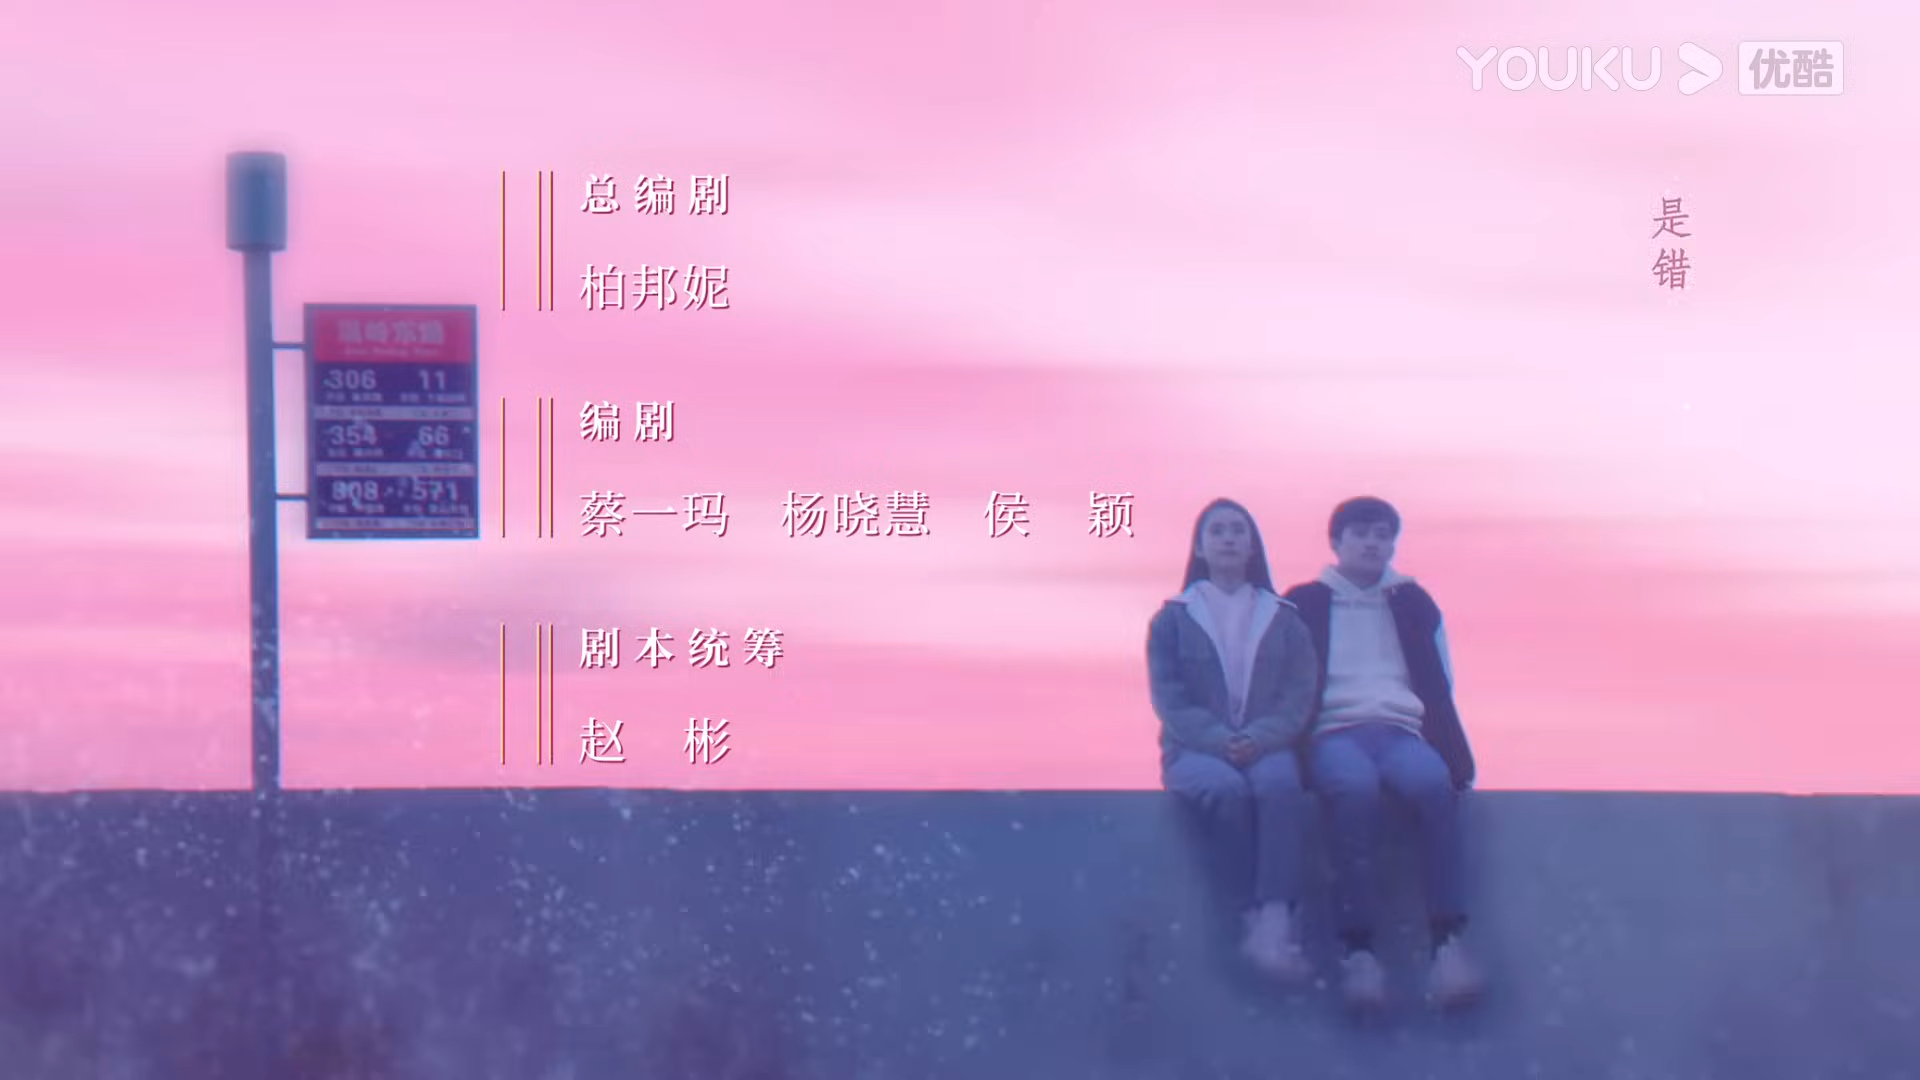 YOUKU 优酷
总编剧
柏邦妮
是错
306 11
编剧
354 66
蔡一玛 杨晓慧 侯 颖
808 571
剧本统筹
赵 彬